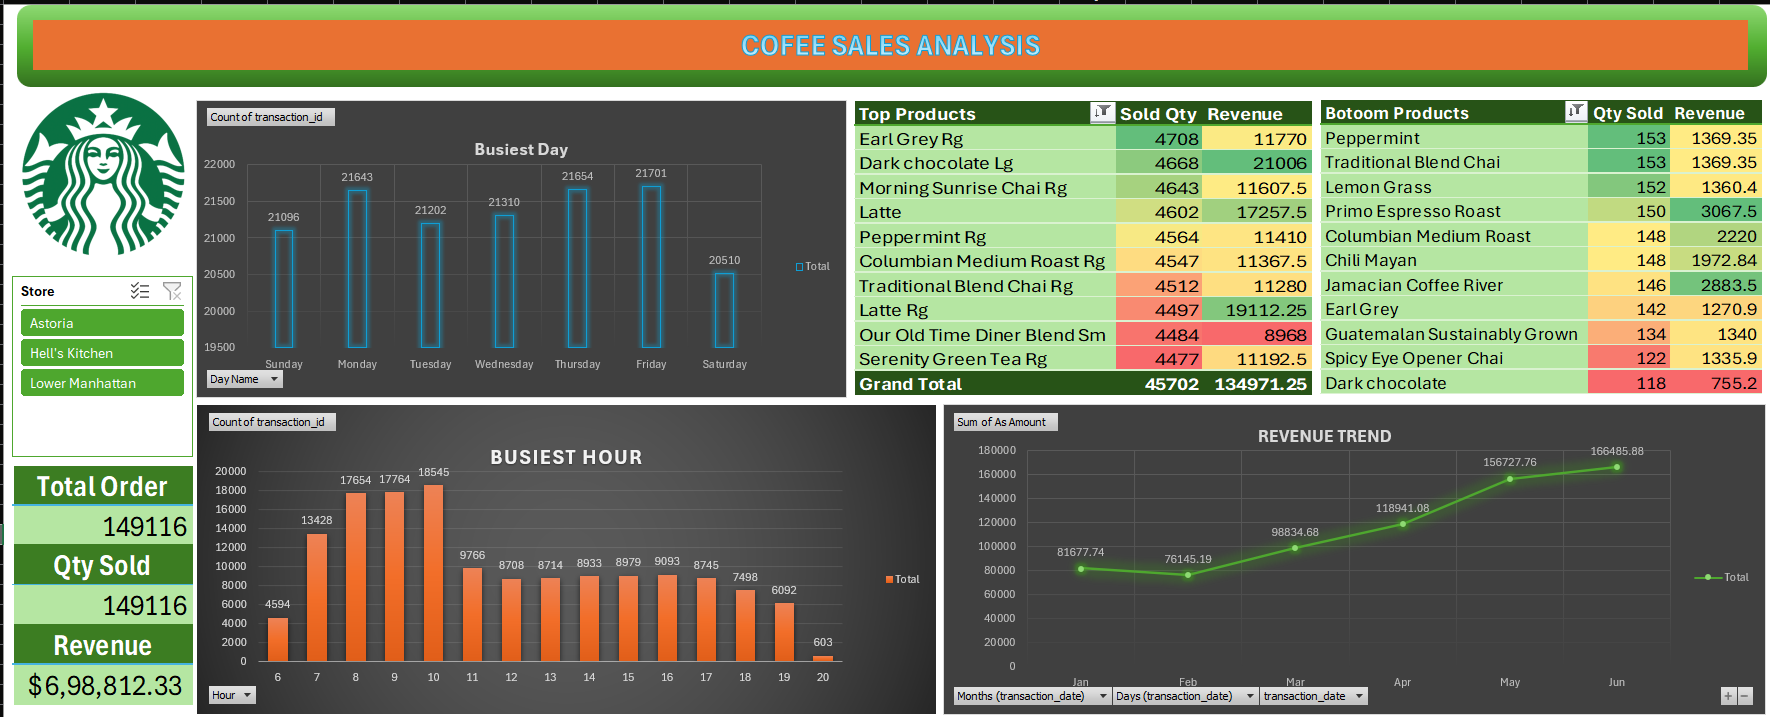 COFEE SALES ANALYSIS
Store
Astoria
Hell's Kitchen
Lower Manhattan
Total Order
149116
Qty Sold
149116
Revenue
$6,98,812.33
Count of transaction_id
Busiest Day
22000
21500
21000
20500
20000
19500
21096
21643
21202
21310
21654
21701
20510
Sunday Monday Tuesday Wednesday Thursday Friday Saturday
Total
Day Name
Top Products Sold Qty Revenue
Earl Grey Rg 4708 11770
Dark chocolate Lg 4668 21006
Morning Sunrise Chai Rg 4643 11607.5
Latte 4602 17257.5
Peppermint Rg 4564 11410
Columbian Medium Roast Rg 4547 11367.5
Traditional Blend Chai Rg 4512 11280
Latte Rg 4497 19112.25
Our Old Time Diner Blend Sm 4484 8968
Serenity Green Tea Rg 4477 11192.5
Grand Total 45702 134971.25
Botoom Products Qty Sold Revenue
Peppermint 153 1369.35
Traditional Blend Chai 153 1369.35
Lemon Grass 152 1360.4
Primo Espresso Roast 150 3067.5
Columbian Medium Roast 148 2220
Chili Mayan 148 1972.84
Jamacian Coffee River 146 2883.5
Earl Grey 142 1270.9
Guatemalan Sustainably Grown 134 1340
Spicy Eye Opener Chai 122 1335.9
Dark chocolate 118 755.2
Count of transaction_id
BUSIEST HOUR
20000
18000
16000
14000
12000
10000
8000
6000
4000
2000
0
4594
13428
17654
17764
18545
9766
8708
8714
8933
8979
9093
8745
7498
6092
603
6 7 8 9 10 11 12 13 14 15 16 17 18 19 20
Total
Hour
Sum of As Amount
REVENUE TREND
180000
160000
140000
120000
100000
80000
60000
40000
20000
0
81677.74
76145.19
98834.68
118941.08
156727.76
166485.88
Jan Feb Mar Apr May Jun
Total
Months (transaction_date) Days (transaction_date) transaction_date
+ −